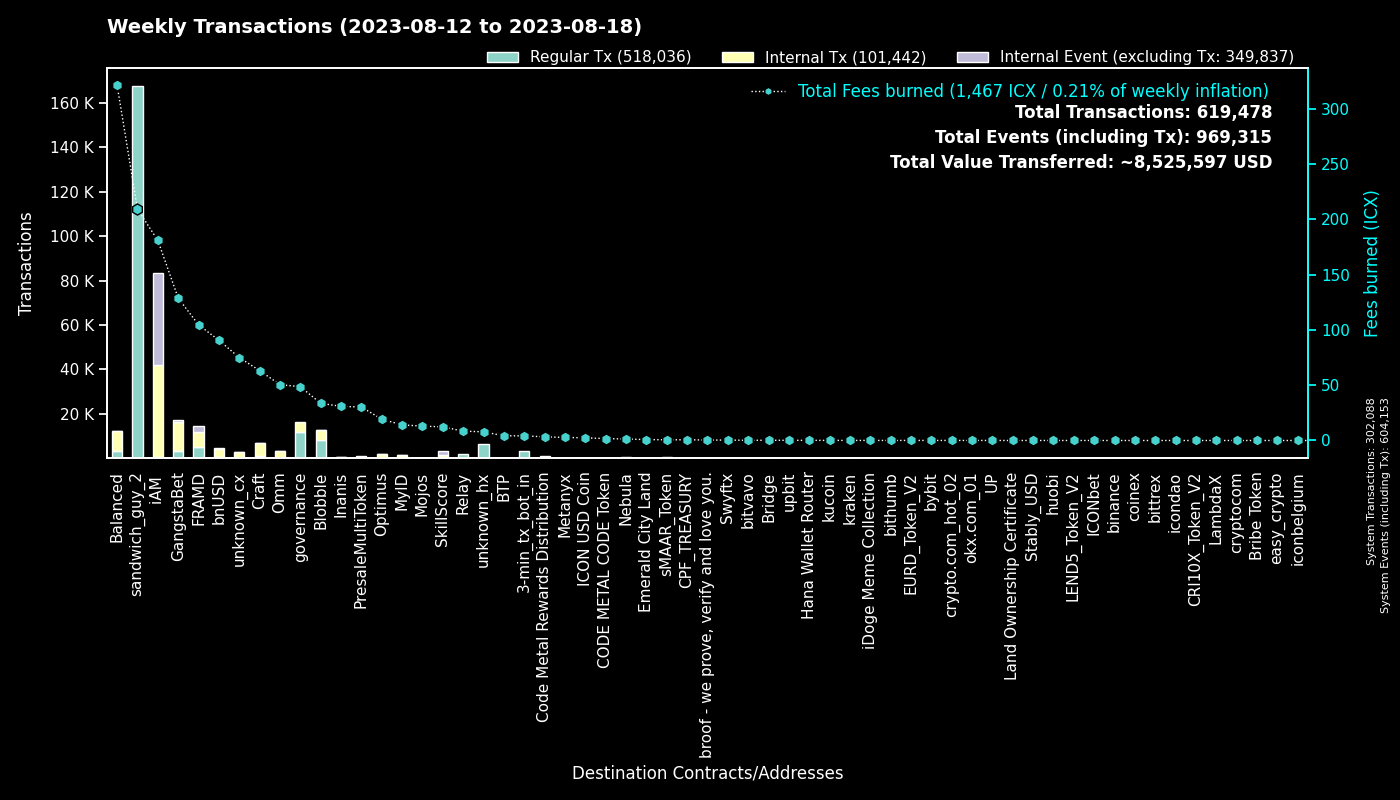 Weekly Transactions (2023-08-12 to 2023-08-18)
Regular Tx (518,036)
Internal Tx (101,442)
Internal Event (excluding Tx: 349,837)
Total Fees burned (1,467 ICX / 0.21% of weekly inflation)
Total Transactions: 619,478
Total Events (including Tx): 969,315
Total Value Transferred: ~8,525,597 USD
Transactions
160 K
140 K
120 K
100 K
80 K
60 K
40 K
20 K
300
250
200
150
100
50
0
Fees burned (ICX)
System Transactions: 302,088
System Events (including Tx): 604,153
Balanced
sandwich_guy_2
iAM
GangstaBet
FRAMD
bnUSD
unknown_cx
Craft
Omm
governance
Blobble
Inanis
PresaleMultiToken
Optimus
MyID
Mojos
SkillScore
Relay
unknown_hx
BTP
3-min_tx_bot_in
Code Metal Rewards Distribution
Metanyx
ICON USD Coin
CODE METAL CODE Token
Nebula
Emerald City Land
sMAAR_Token
CPF_TREASURY
broof - we prove, verify and love you.
Swyftx
bitvavo
Bridge
upbit
Hana Wallet Router
kucoin
kraken
iDoge Meme Collection
bithumb
EURD_Token_V2
bybit
crypto.com_hot_02
okx.com_01
UP
Land Ownership Certificate
Stably_USD
huobi
LEND5_Token_V2
ICONbet
binance
coinex
bittrex
icondao
CRI10X_Token_V2
LambdaX
cryptocom
Bribe Token
easy_crypto
iconbelgium
Destination Contracts/Addresses